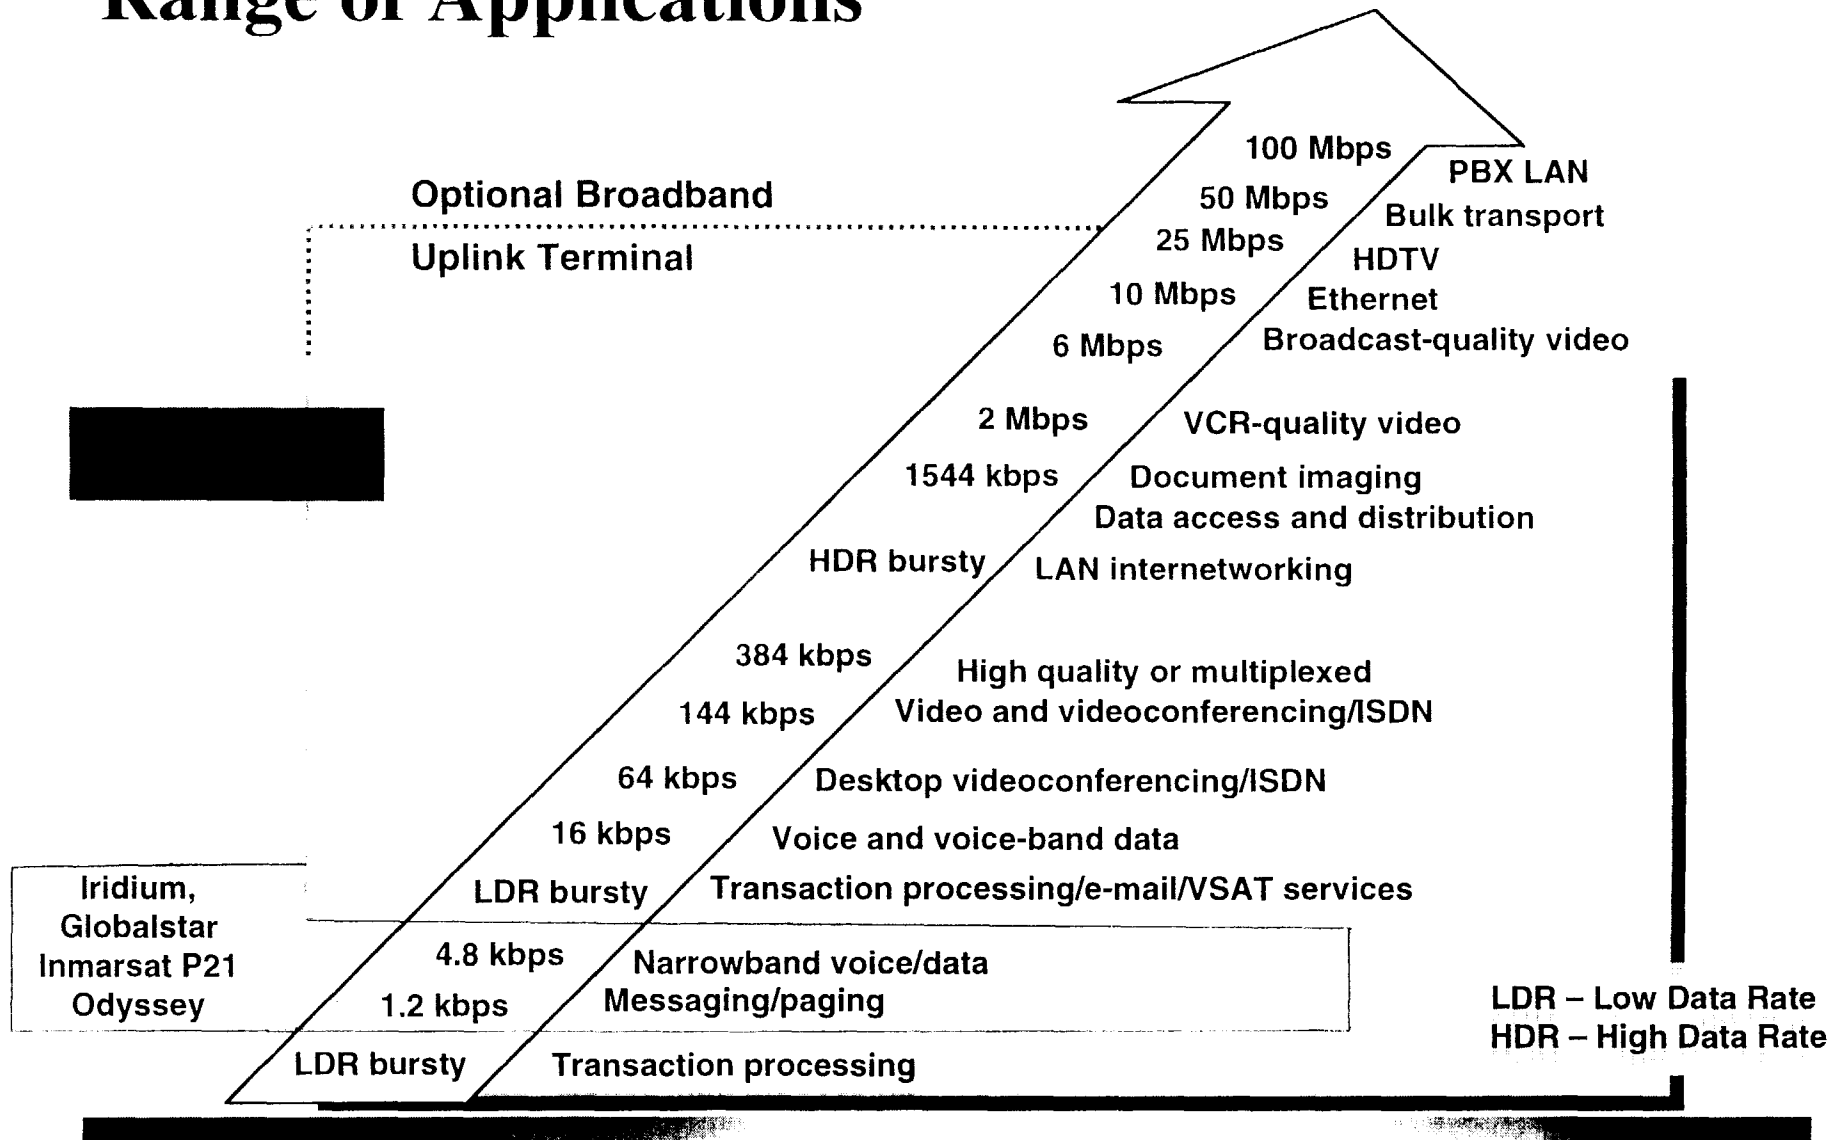 Range of Applications
100 Mbps
PBX LAN
Optional Broadband
50 Mbps
Bulk transport
Uplink Terminal
25 Mbps
HDTV
10 Mbps
Ethernet
6 Mbps
Broadcast-quality video
2 Mbps
VCR-quality video
1544 kbps
Document imaging
Data access and distribution
HDR bursty
LAN internetworking
384 kbps
High quality or multiplexed
144 kbps
Video and videoconferencing/ISDN
64 kbps
Desktop videoconferencing/ISDN
16 kbps
Voice and voice-band data
LDR bursty
Transaction processing/e-mail/VSAT services
Iridium,
Globalstar
Inmarsat P21
Odyssey
4.8 kbps
Narrowband voice/data
1.2 kbps
Messaging/paging
LDR – Low Data Rate
HDR – High Data Rate
LDR bursty
Transaction processing